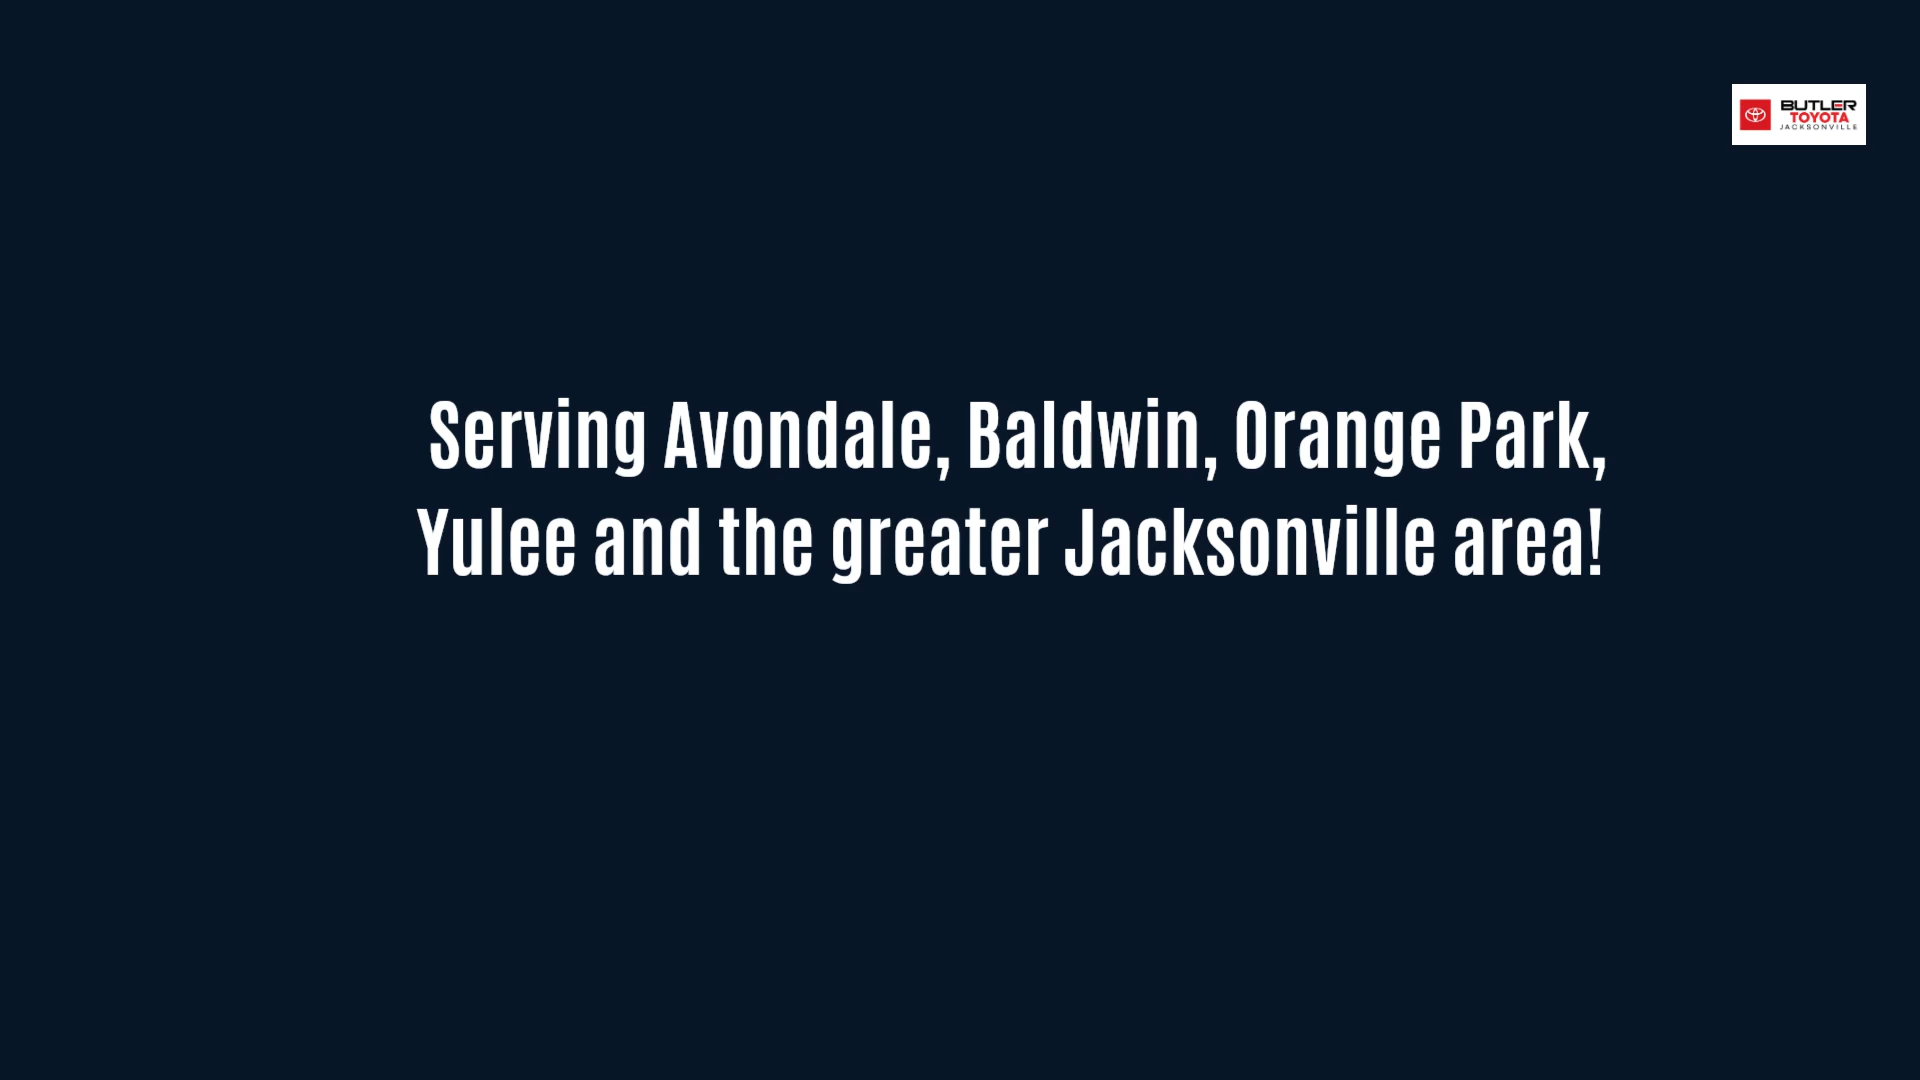 BUTLER
TOYOTA
JACKSONVILLE
Serving Avondale, Baldwin, Orange Park,
Yulee and the greater Jacksonville area!